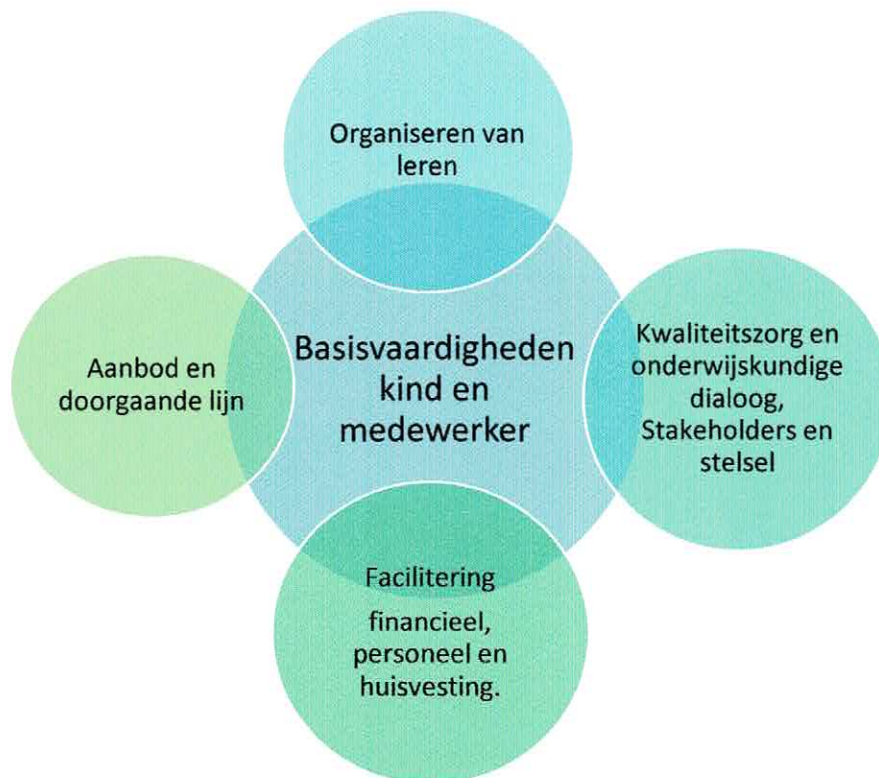 Organiseren van
leren
Basisvaardigheden
kind en
medewerker
Kwaliteitszorg en
onderwijskundige
dialoog,
Stakeholders en
stelsel
Aanbod en
doorgaande lijn
Facilitering
financieel,
personeel en
huisvesting.